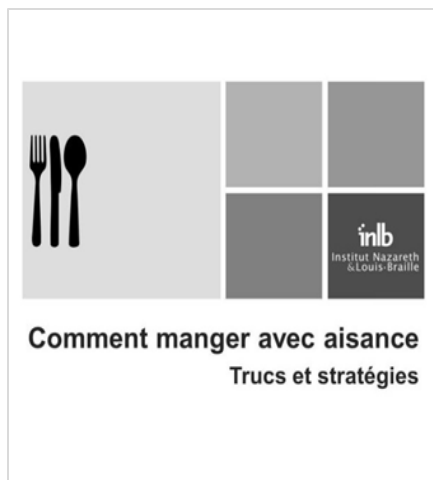 inlb
Institut Nazareth
& Louis-Braille
Comment manger avec aisance
Trucs et stratégies